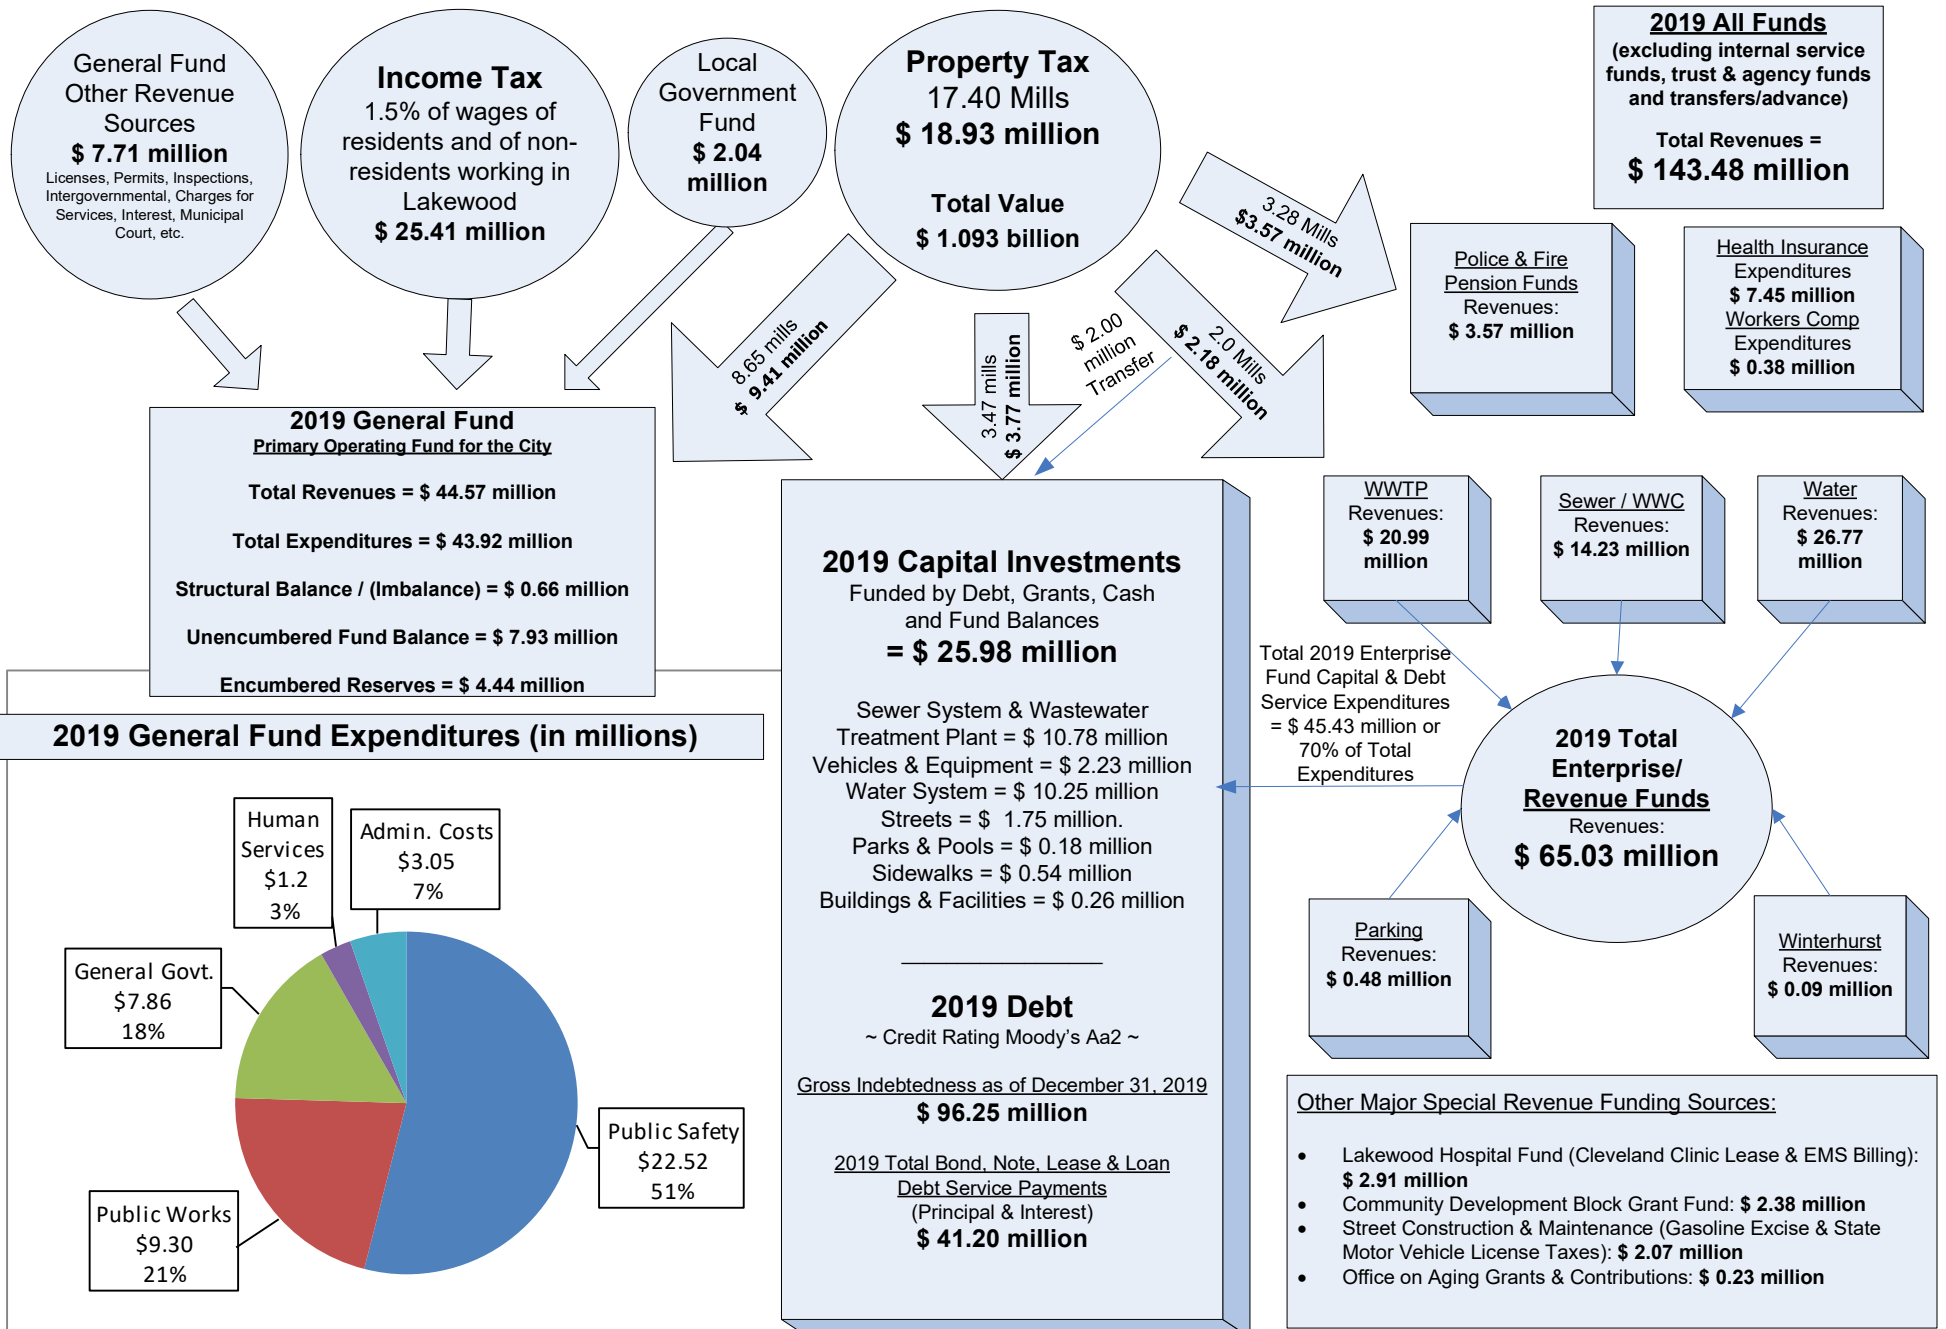 General Fund
Other Revenue
Sources
$ 7.71 million
Licenses, Permits, Inspections,
Intergovernmental, Charges for
Services, Interest, Municipal
Court, etc.
Income Tax
1.5% of wages of
residents and of non-
residents working in
Lakewood
$ 25.41 million
Local
Government
Fund
$ 2.04
million
Property Tax
17.40 Mills
$ 18.93 million
Total Value
$ 1.093 billion
2019 All Funds
(excluding internal service
funds, trust & agency funds
and transfers/advance)
Total Revenues =
$ 143.48 million
3.28 Mills
$3.57 million
8.65 mills
$ 9.41 million
3.47 mills
$ 3.77 million
$ 2.00
million
Transfer
2.0 Mills
$ 2.18 million
Police & Fire
Pension Funds
Revenues:
$ 3.57 million
Health Insurance
Expenditures
$ 7.45 million
Workers Comp
Expenditures
$ 0.38 million
2019 General Fund
Primary Operating Fund for the City
Total Revenues = $ 44.57 million
Total Expenditures = $ 43.92 million
Structural Balance / (Imbalance) = $ 0.66 million
Unencumbered Fund Balance = $ 7.93 million
Encumbered Reserves = $ 4.44 million
2019 General Fund Expenditures (in millions)
Human
Services
$1.2
3%
Admin. Costs
$3.05
7%
General Govt.
$7.86
18%
Public Safety
$22.52
51%
Public Works
$9.30
21%
2019 Capital Investments
Funded by Debt, Grants, Cash
and Fund Balances
= $ 25.98 million
Sewer System & Wastewater
Treatment Plant = $ 10.78 million
Vehicles & Equipment = $ 2.23 million
Water System = $ 10.25 million
Streets = $  1.75 million.
Parks & Pools = $ 0.18 million
Sidewalks = $ 0.54 million
Buildings & Facilities = $ 0.26 million
2019 Debt
~ Credit Rating Moody's Aa2 ~
Gross Indebtedness as of December 31, 2019
$ 96.25 million
2019 Total Bond, Note, Lease & Loan
Debt Service Payments
(Principal & Interest)
$ 41.20 million
WWTP
Revenues:
$ 20.99
million
Sewer / WWC
Revenues:
$ 14.23 million
Water
Revenues:
$ 26.77
million
Total 2019 Enterprise
Fund Capital & Debt
Service Expenditures
= $ 45.43 million or
70% of Total
Expenditures
2019 Total
Enterprise/
Revenue Funds
Revenues:
$ 65.03 million
Parking
Revenues:
$ 0.48 million
Winterhurst
Revenues:
$ 0.09 million
Other Major Special Revenue Funding Sources:
• Lakewood Hospital Fund (Cleveland Clinic Lease & EMS Billing):
$ 2.91 million
• Community Development Block Grant Fund: $ 2.38 million
• Street Construction & Maintenance (Gasoline Excise & State
Motor Vehicle License Taxes): $ 2.07 million
• Office on Aging Grants & Contributions: $ 0.23 million